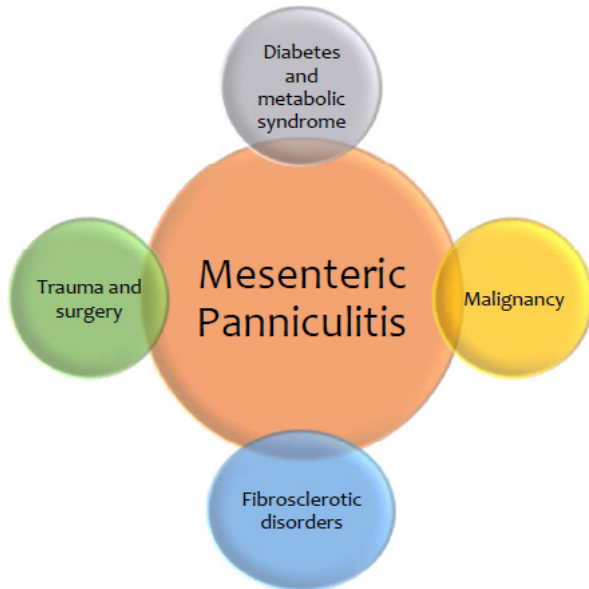 Diabetes
and
metabolic
syndrome
Trauma and
surgery
Mesenteric
Panniculitis
Malignancy
Fibrosclerotic
disorders